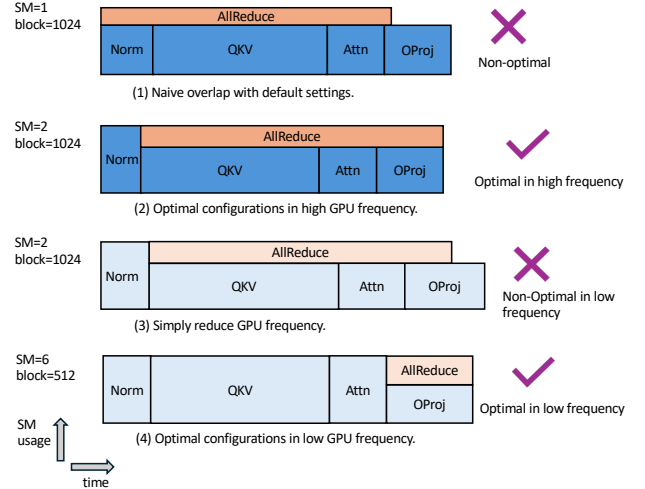 SM=1
block=1024
AllReduce
Norm QKV Attn OProj
Non-optimal
(1) Naive overlap with default settings.
SM=2
block=1024
AllReduce
Norm QKV Attn OProj
Optimal in high frequency
(2) Optimal configurations in high GPU frequency.
SM=2
block=1024
AllReduce
Norm QKV Attn OProj
Non-Optimal in low
frequency
(3) Simply reduce GPU frequency.
SM=6
block=512
AllReduce
Norm QKV Attn OProj
Optimal in low frequency
(4) Optimal configurations in low GPU frequency.
SM
usage
time